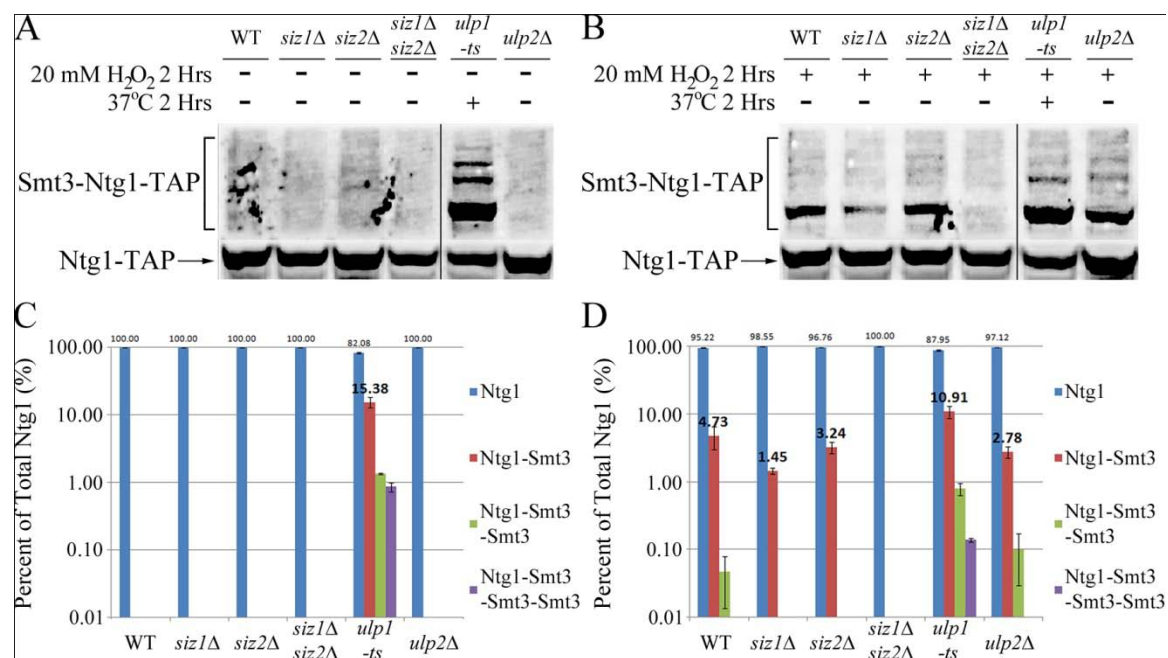 A
WT siz1Δ siz2Δ siz1Δ siz2Δ ulp1 -ts ulp2Δ
20 mM H₂O₂ 2 Hrs - - - - - -
37°C 2 Hrs - - - - + -
Smt3-Ntg1-TAP
Ntg1-TAP→
B
WT siz1Δ siz2Δ siz1Δ siz2Δ ulp1 -ts ulp2Δ
20 mM H₂O₂ 2 Hrs + + + + + +
37°C 2 Hrs - - - - + -
Smt3-Ntg1-TAP
Ntg1-TAP→
C
Percent of Total Ntg1 (%)
100.00
10.00
1.00
0.10
0.01
100.00 100.00 100.00 100.00 82.08 100.00
15.38
WT siz1Δ siz2Δ siz1Δ siz2Δ ulp1 -ts ulp2Δ
Ntg1
Ntg1-Smt3
Ntg1-Smt3
-Smt3
Ntg1-Smt3
-Smt3-Smt3
D
Percent of Total Ntg1 (%)
100.00
10.00
1.00
0.10
0.01
95.22 98.55 96.76 100.00 87.95 97.12
4.73 1.45 3.24 10.91 2.78
WT siz1Δ siz2Δ siz1Δ siz2Δ ulp1 -ts ulp2Δ
Ntg1
Ntg1-Smt3
Ntg1-Smt3
-Smt3
Ntg1-Smt3
-Smt3-Smt3